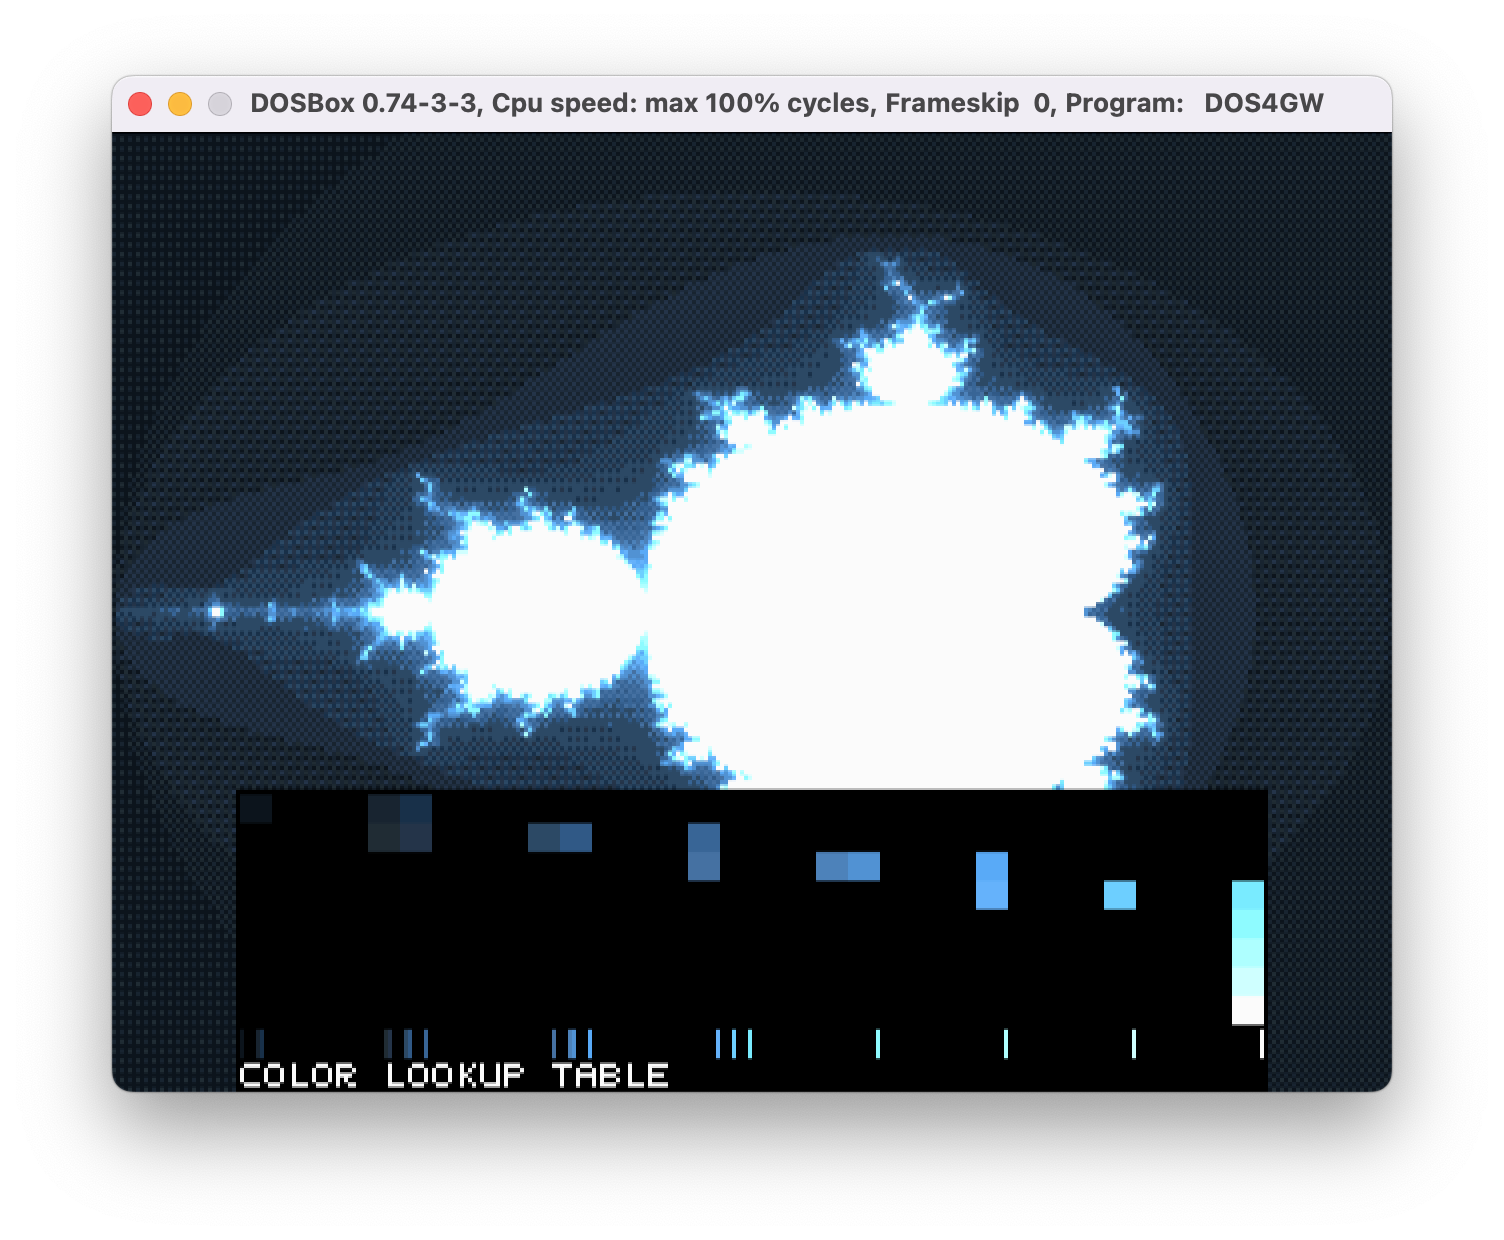 DOSBox 0.74-3-3, Cpu speed: max 100% cycles, Frameskip  0, Program:   DOS4GW
COLOR LOOKUP TABLE